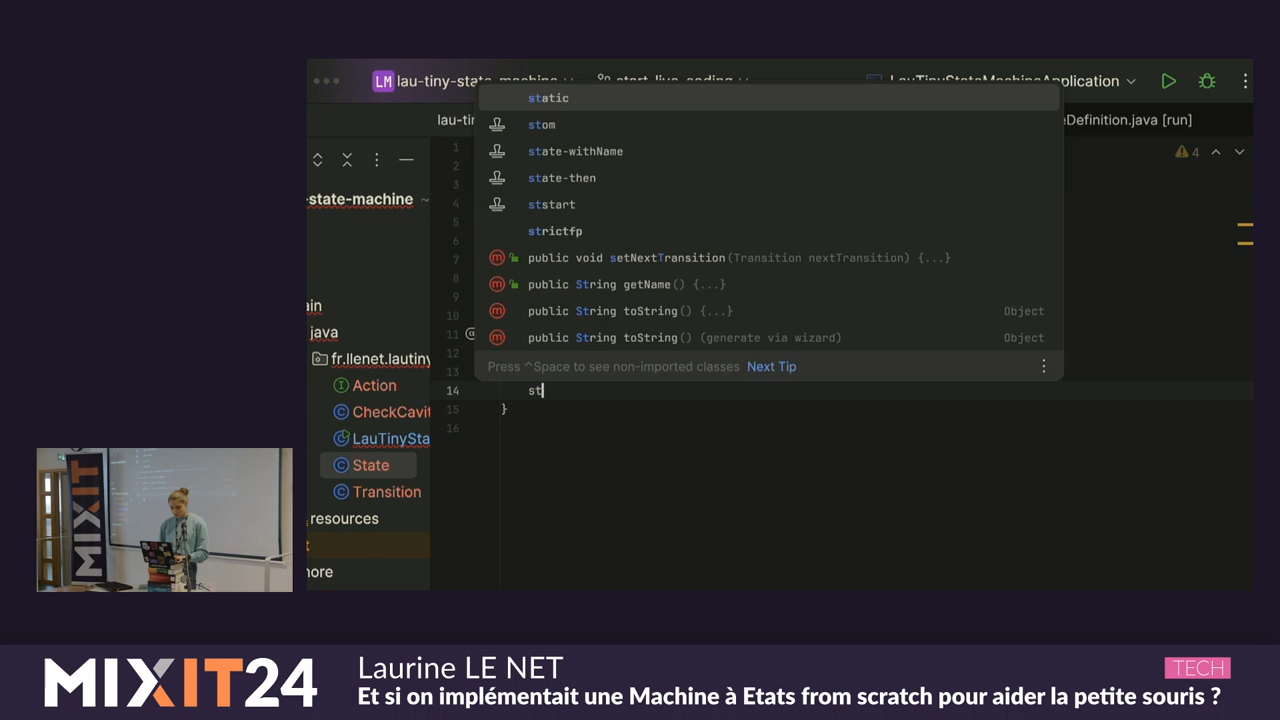 LM lau-tiny-state-machine start_live_coding LauTinyStateMachineApplication
static
lau-tin
eDefinition.java [run]
1
stom
2
state-withName
4
3
state-then
-state-machine ~
4
ststart
5
6
strictfp
7
public void setNextTransition(Transition nextTransition) {...}
8
public String getName() {...}
9
ain
10
public String toString() {...} Object
java
11 @
public String toString() (generate via wizard) Object
12
fr.llenet.lautiny
13
Press ^Space to see non-imported classes Next Tip
Action
14 st
CheckCavit
15 }
16
LauTinySta
State
Transition
resources
t
nore
MIXIT
MIXIT24
Laurine LE NET
TECH
Et si on implémentait une Machine à Etats from scratch pour aider la petite souris ?